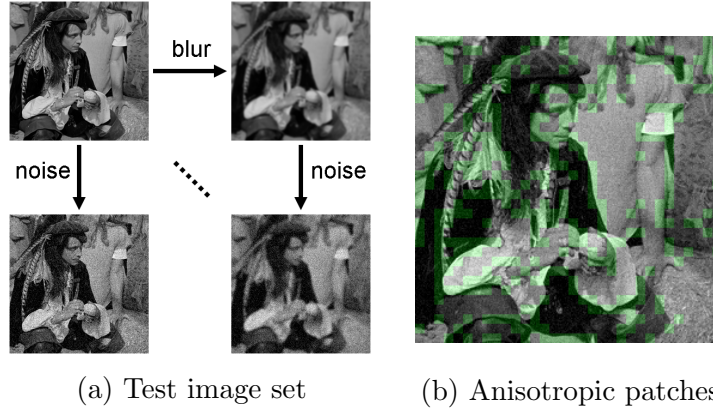 blur
noise
noise
(a) Test image set
(b) Anisotropic patches